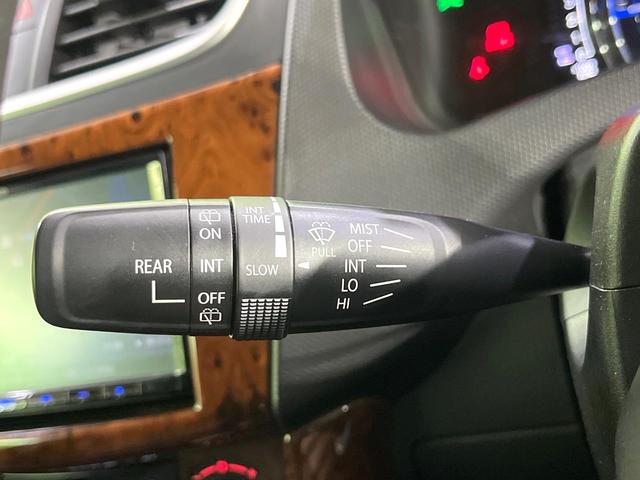 REAR
ON
INT
OFF
INT
TIME
SLOW
PULL
MIST
OFF
INT
LO
HI